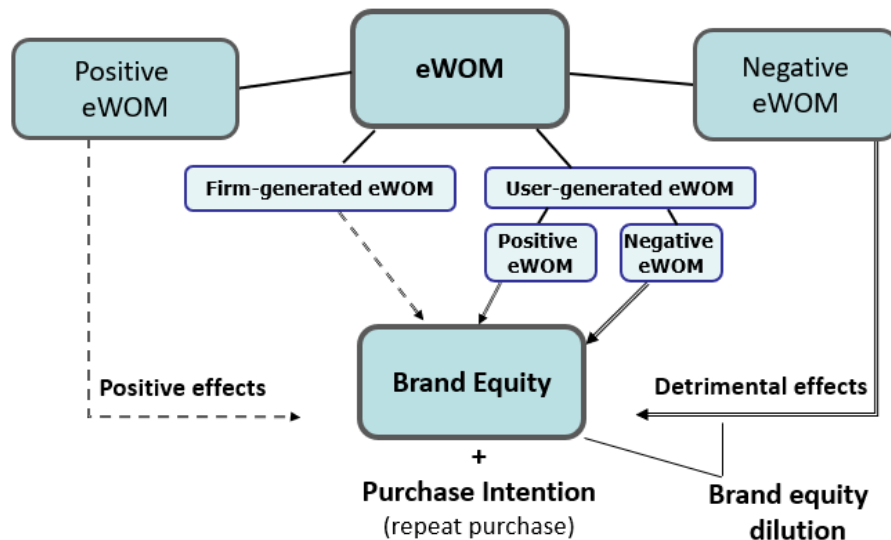 Positive
eWOM
eWOM
Negative
eWOM
Firm-generated eWOM
User-generated eWOM
Positive
eWOM
Negative
eWOM
Brand Equity
Positive effects
Detrimental effects
+
Purchase Intention
(repeat purchase)
Brand equity
dilution